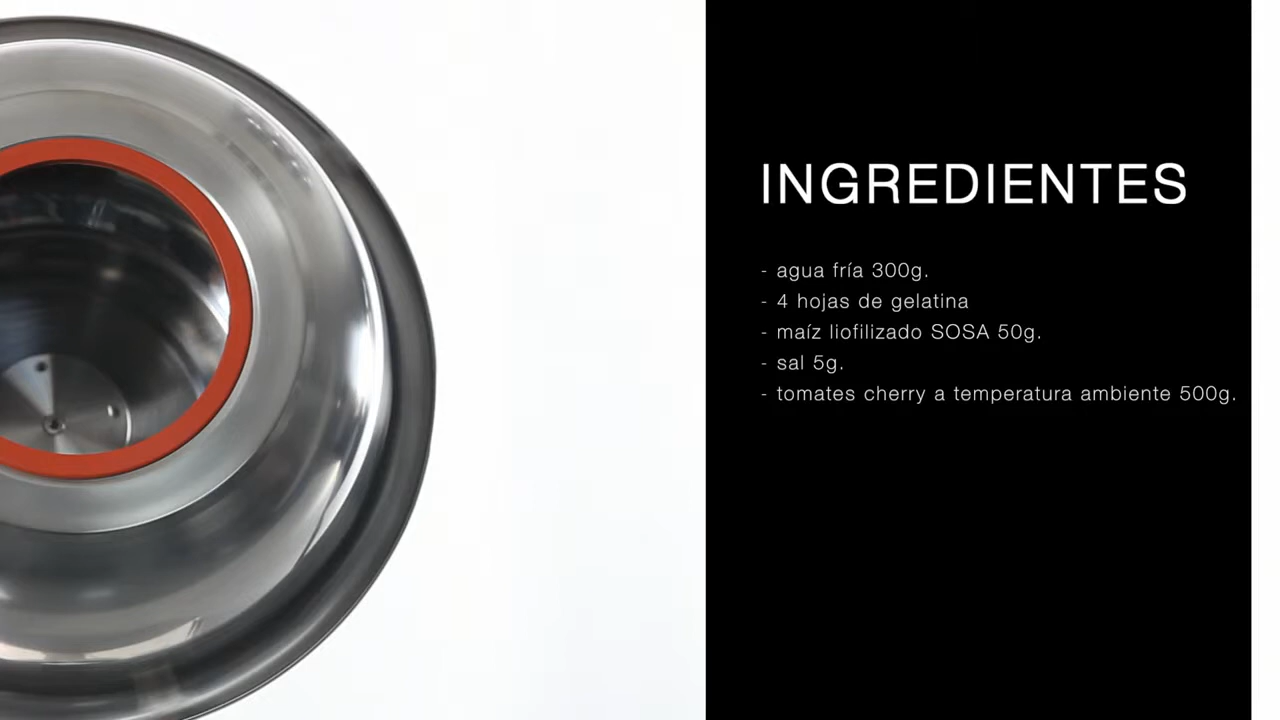 INGREDIENTES
- agua fría 300g.
- 4 hojas de gelatina
- maíz liofilizado SOSA 50g.
- sal 5g.
- tomates cherry a temperatura ambiente 500g.